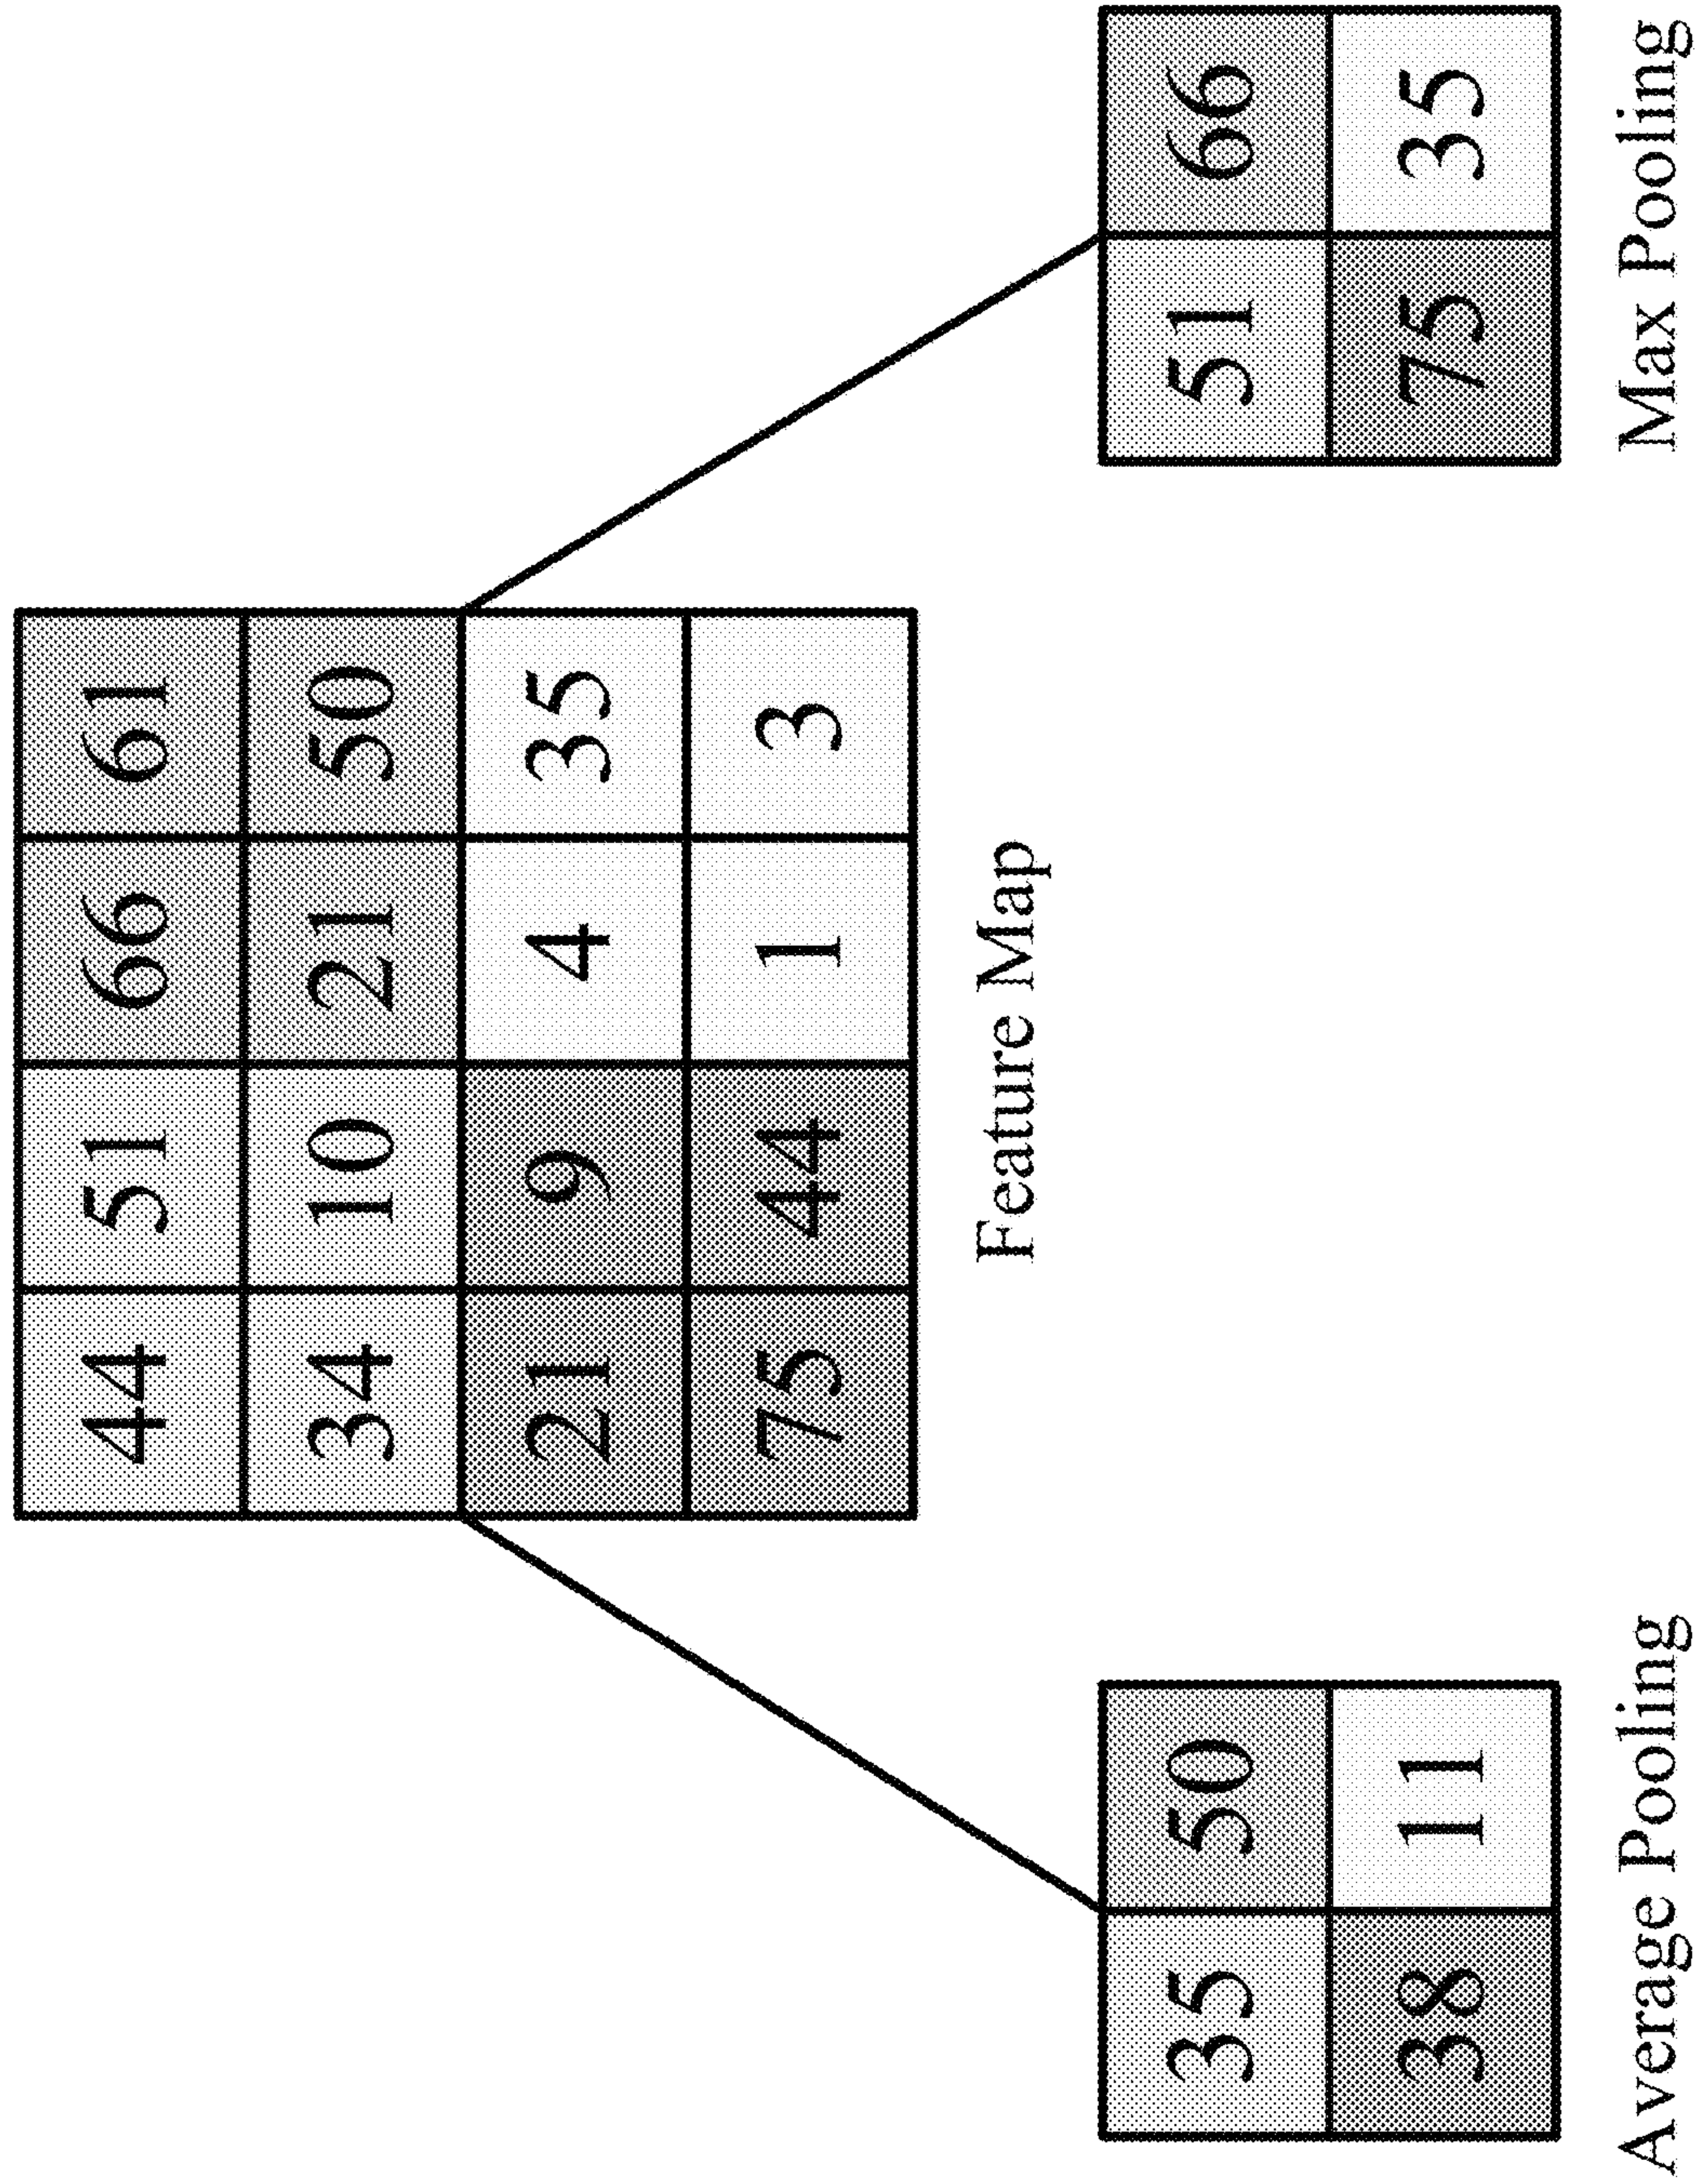 44 51 66 61
34 10 21 50
21 9 4 35
75 44 1 3
Feature Map
35 50
38 11
Average Pooling
51 66
75 35
Max Pooling